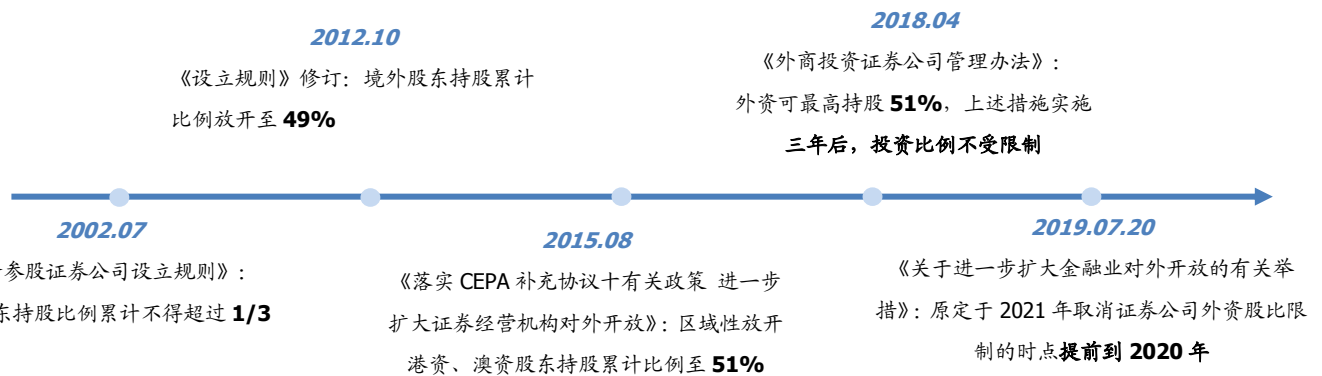 2012.10
《设立规则》修订：境外股东持股累计
比例放开至 49%
2018.04
《外商投资证券公司管理办法》：
外资可最高持股 51%，上述措施实施
三年后，投资比例不受限制
2002.07
参股证券公司设立规则》：
持股比例累计不得超过 1/3
2015.08
《落实 CEPA 补充协议十有关政策 进一步
扩大证券经营机构对外开放》：区域性放开
港资、澳资股东持股累计比例至 51%
2019.07.20
《关于进一步扩大金融业对外开放的有关举
措》：原定于 2021 年取消证券公司外资股比限
制的时点提前到 2020 年